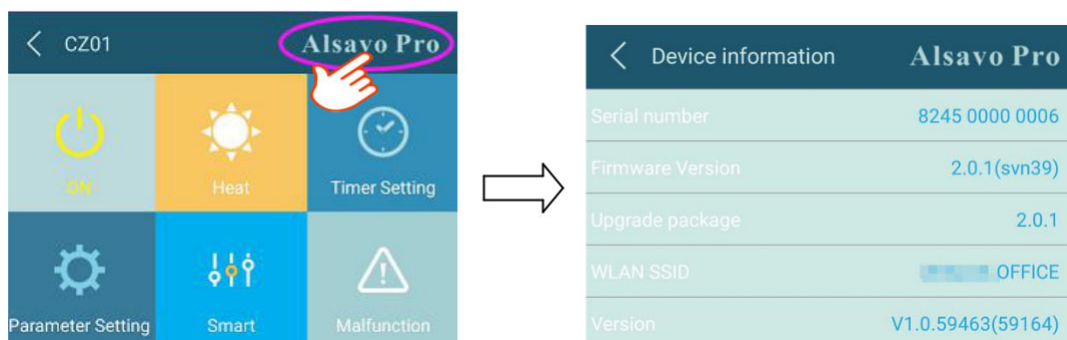 CZ01
Alsavo Pro
ON
Heat
Timer Setting
Parameter Setting
Smart
Malfunction
Device information
Alsavo Pro
Serial number 8245 0000 0006
Firmware Version 2.0.1(svn39)
Upgrade package 2.0.1
WLAN SSID OFFICE
Version V1.0.59463(59164)